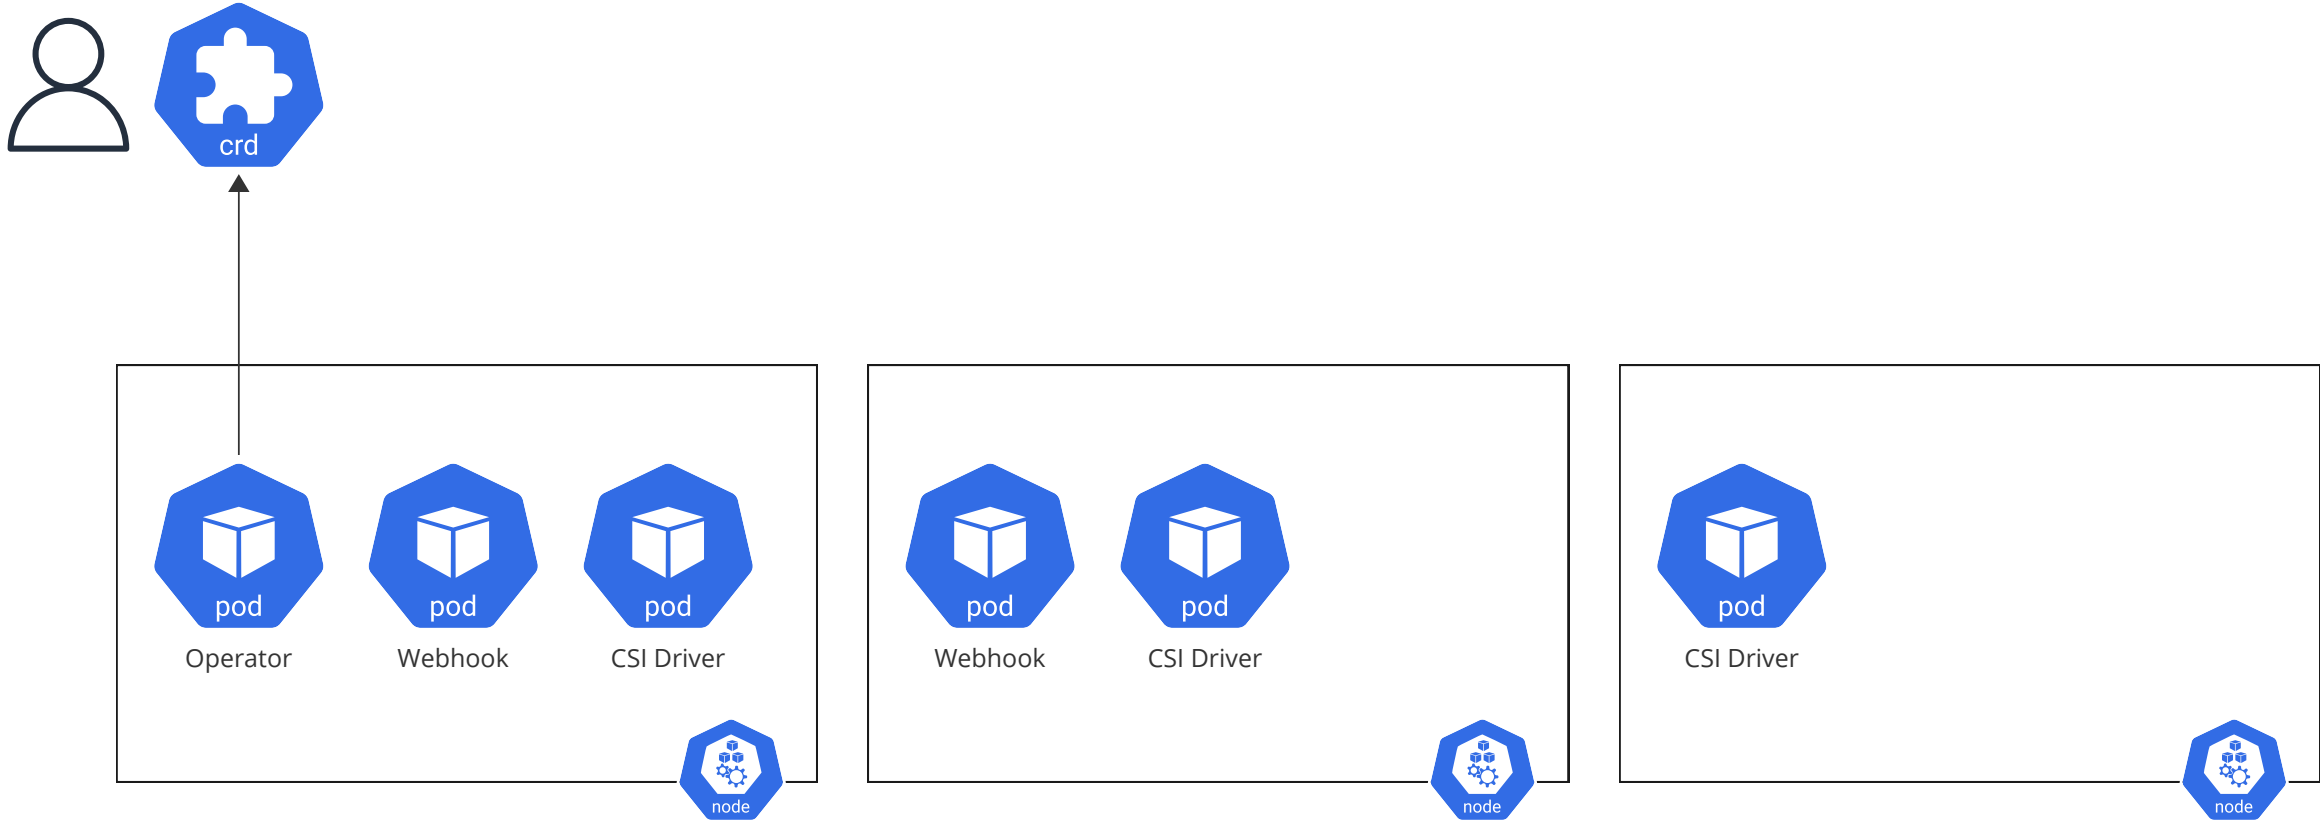 crd
pod
Operator
pod
Webhook
pod
CSI Driver
node
pod
Webhook
pod
CSI Driver
node
pod
CSI Driver
node